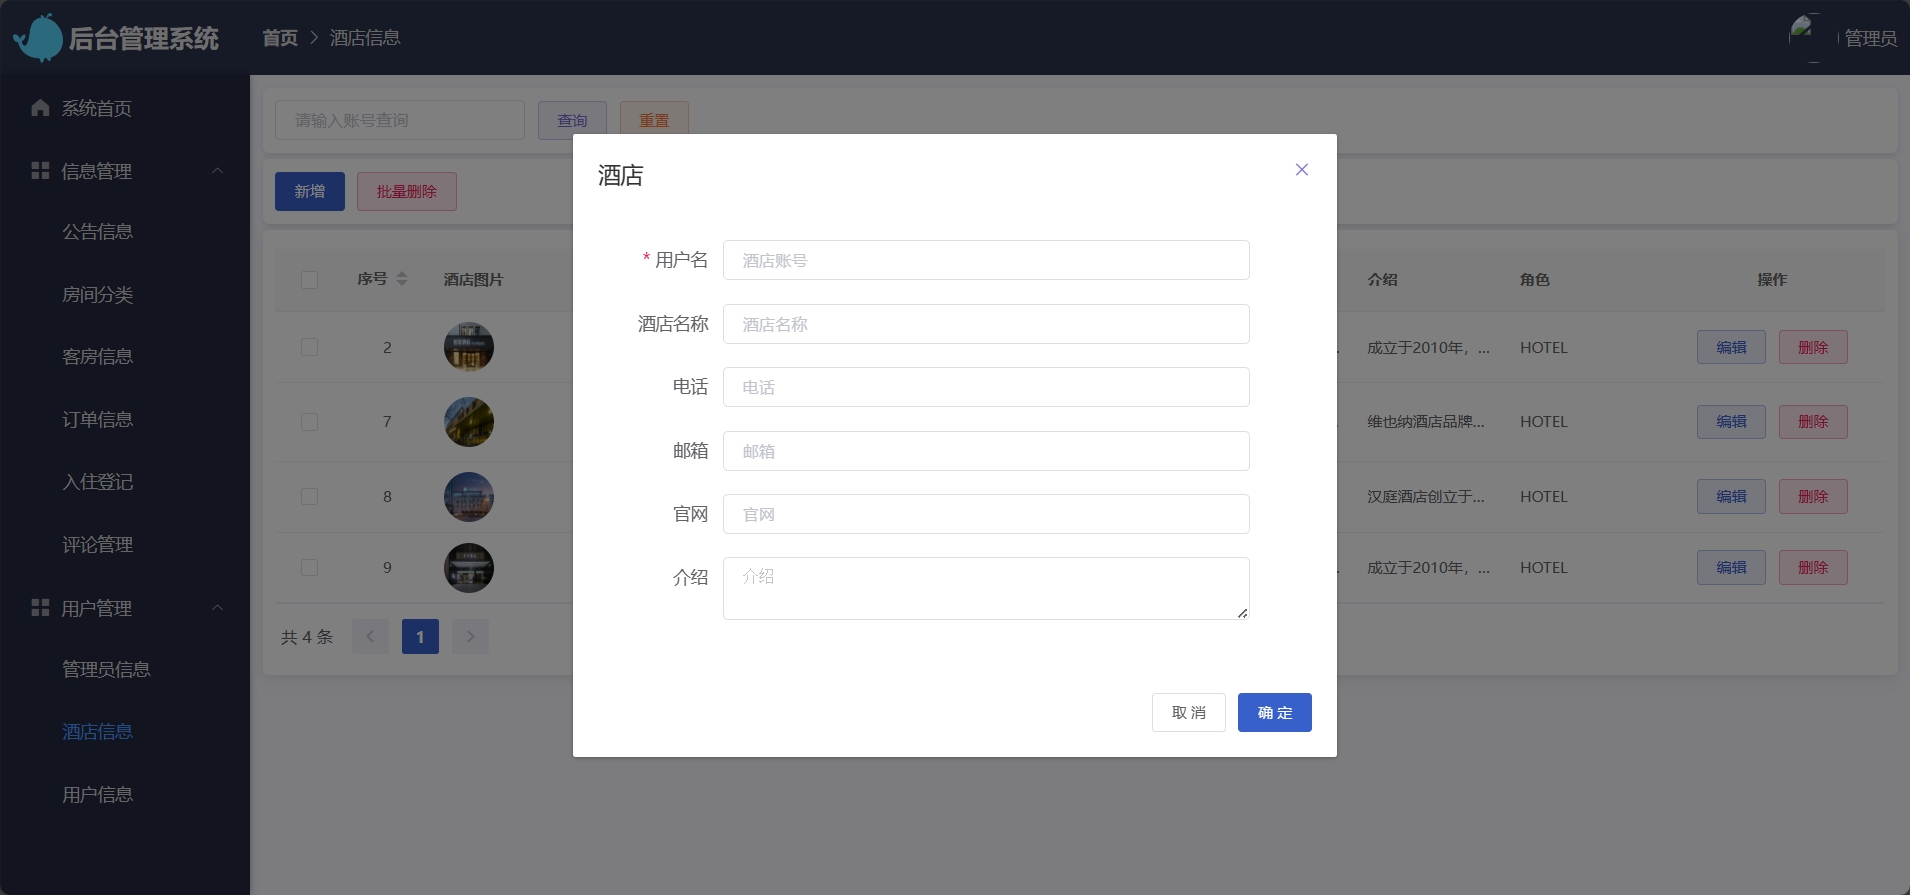 后台管理系统
首页 > 酒店信息
管理员
系统首页
信息管理
公告信息
房间分类
客房信息
订单信息
入住登记
评论管理
用户管理
管理员信息
酒店信息
用户信息
请输入账号查询 查询 重置
新增 批量删除
序号 酒店图片 介绍 角色 操作
2 成立于2010年，... HOTEL 编辑 删除
7 维也纳酒店品牌... HOTEL 编辑 删除
8 汉庭酒店创立于... HOTEL 编辑 删除
9 成立于2010年，... HOTEL 编辑 删除
共 4 条 < 1 >
酒店
* 用户名 酒店账号
酒店名称 酒店名称
电话 电话
邮箱 邮箱
官网 官网
介绍 介绍
取 消 确 定